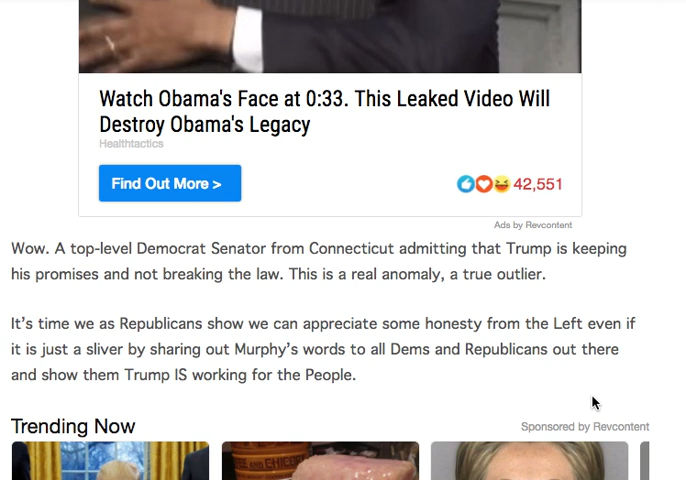 Watch Obama's Face at 0:33. This Leaked Video Will
Destroy Obama's Legacy
Healthtactics
Find Out More >
42,551
Ads by Revcontent
Wow. A top-level Democrat Senator from Connecticut admitting that Trump is keeping
his promises and not breaking the law. This is a real anomaly, a true outlier.
It's time we as Republicans show we can appreciate some honesty from the Left even if
it is just a sliver by sharing out Murphy's words to all Dems and Republicans out there
and show them Trump IS working for the People.
Trending Now
Sponsored by Revcontent